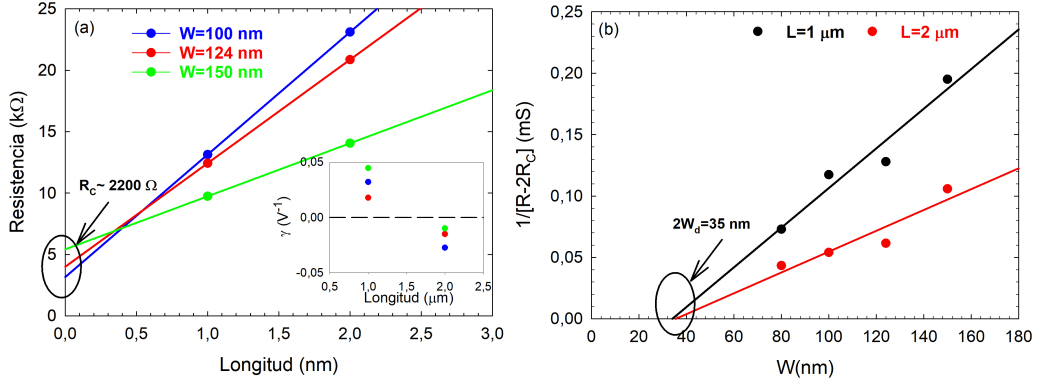 (a)
W=100 nm
W=124 nm
W=150 nm
Resistencia (kΩ)
25
20
15
10
5
0
R_C~ 2200 Ω
0,05
0,00
-0,05
γ (V⁻¹)
0,5 1,0 1,5 2,0 2,5
Longitud (μm)
0,0 0,5 1,0 1,5 2,0 2,5 3,0
Longitud (nm)
(b)
L=1 μm L=2 μm
1/[R-2R_C] (mS)
0,25
0,20
0,15
0,10
0,05
0,00
2W_d=35 nm
0 20 40 60 80 100 120 140 160 180
W(nm)